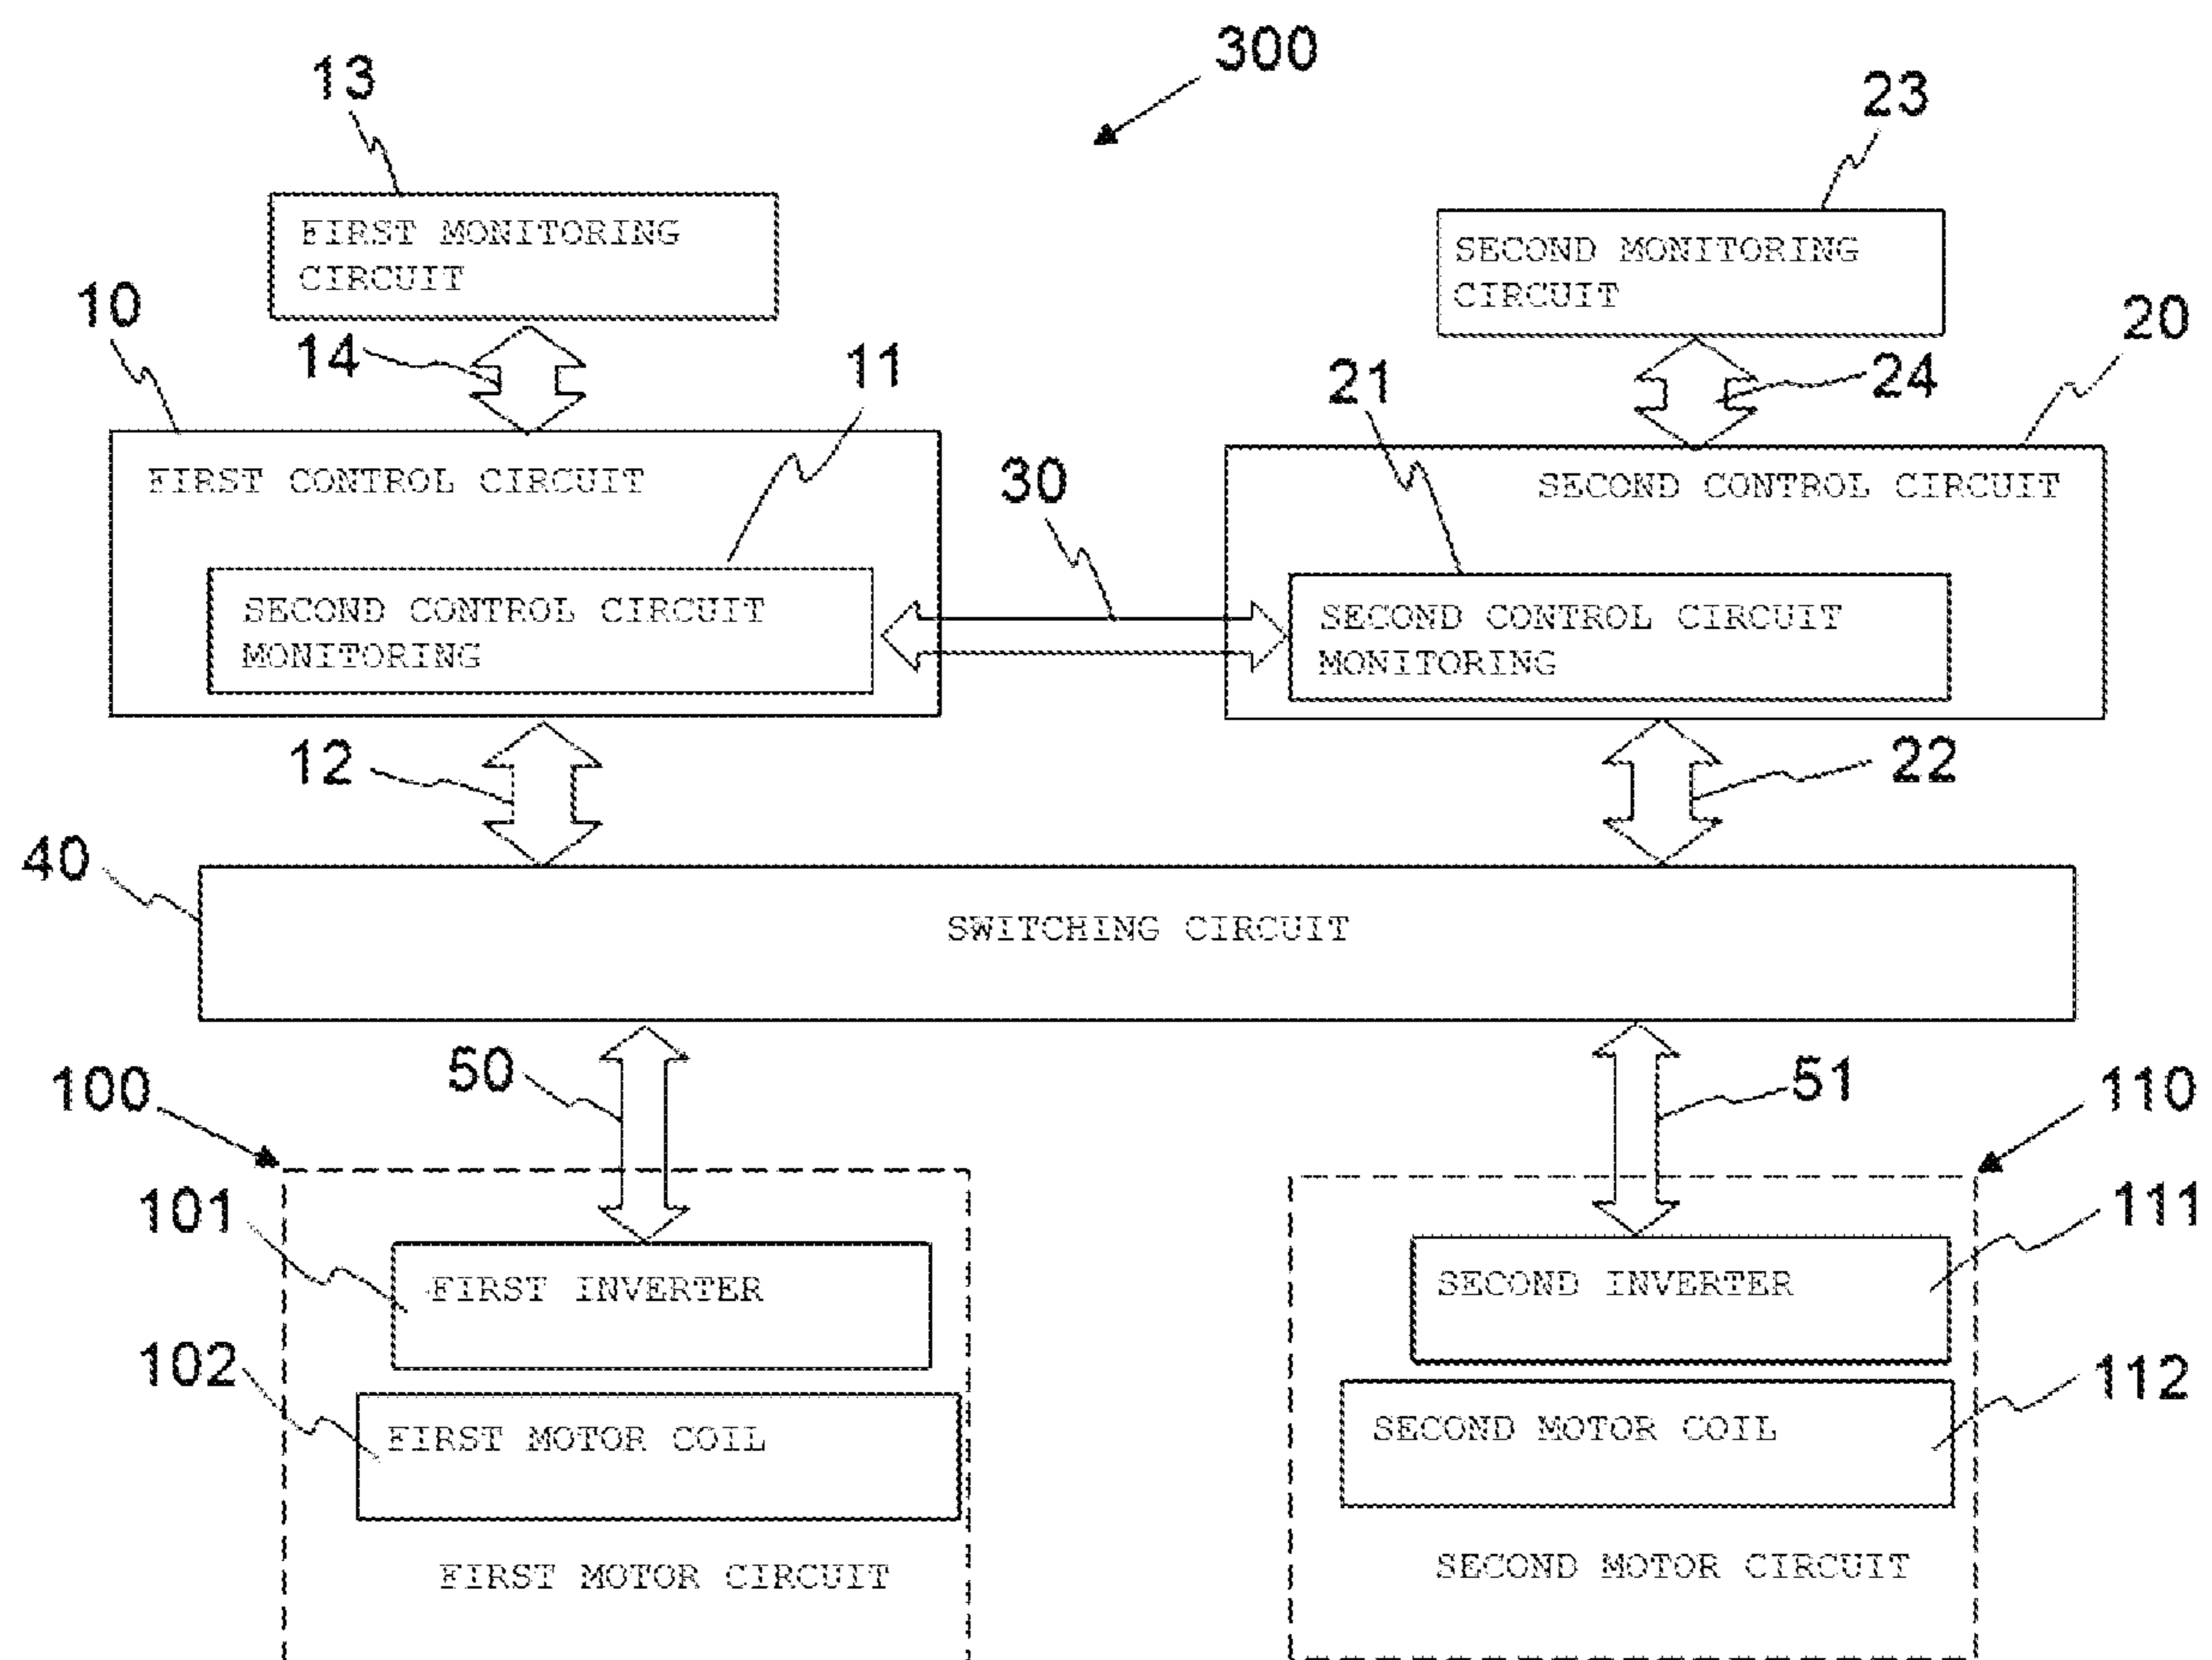 300
13
23
FIRST MONITORING
CIRCUIT
SECOND MONITORING
CIRCUIT
10
20
14
11
21
24
FIRST CONTROL CIRCUIT
30
SECOND CONTROL CIRCUIT
SECOND CONTROL CIRCUIT
MONITORING
SECOND CONTROL CIRCUIT
MONITORING
12
22
40
SWITCHING CIRCUIT
100
50
51
110
101
111
FIRST INVERTER
SECOND INVERTER
102
112
FIRST MOTOR COIL
SECOND MOTOR COIL
FIRST MOTOR CIRCUIT
SECOND MOTOR CIRCUIT